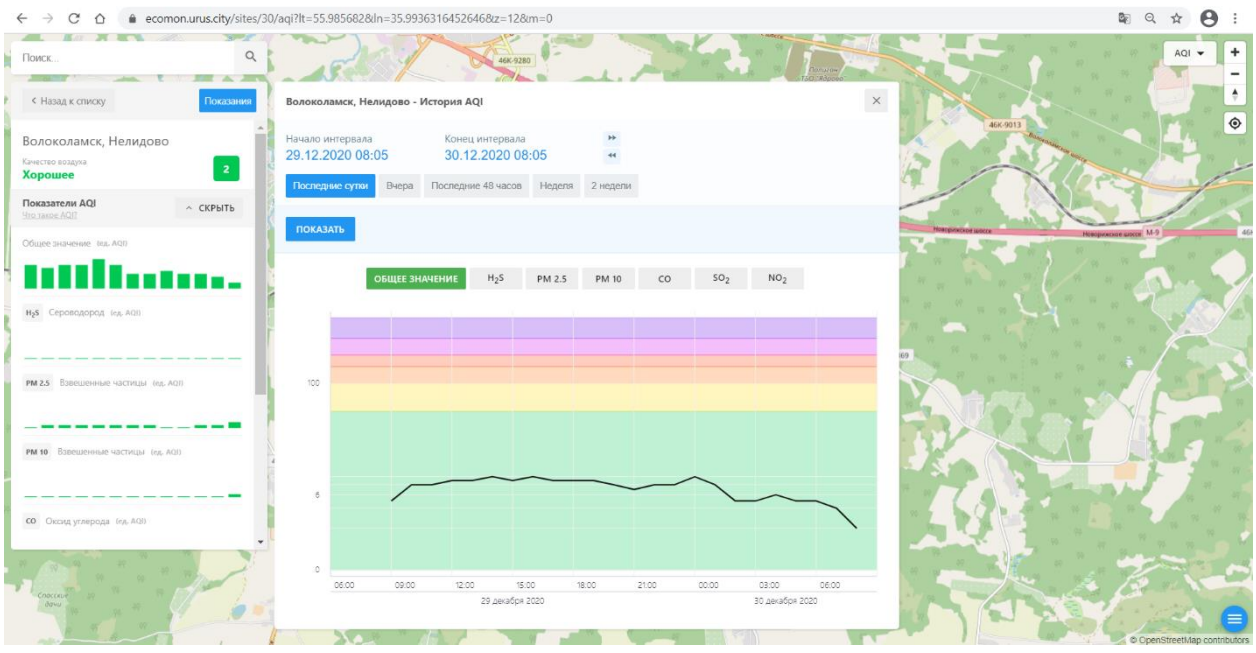 ecomon.urus.city/sites/30/aqi?lt=55.985682&ln=35.99363164526468&z=12&m=0
Поиск...
AQI
46К-9280
46К-9013
Волоколамское шоссе
Новорижское шоссе
Новорижское шоссе
М-9
Назад к списку
Показания
Волоколамск, Нелидово
Качество воздуха
Хорошее
2
Показатели AQI
Что такое AQI?
СКРЫТЬ
Общее значение (ед. AQI)
H₂S Сероводород (ед. AQI)
PM 2.5 Взвешенные частицы (ед. AQI)
PM 10 Взвешенные частицы (ед. AQI)
CO Оксид углерода (ед. AQI)
Волоколамск, Нелидово - История AQI
Начало интервала
29.12.2020 08:05
Конец интервала
30.12.2020 08:05
Последние сутки
Вчера
Последние 48 часов
Неделя
2 недели
ПОКАЗАТЬ
ОБЩЕЕ ЗНАЧЕНИЕ
H₂S
PM 2.5
PM 10
CO
SO₂
NO₂
100
6
0
06:00 09:00 12:00 15:00 18:00 21:00 00:00 03:00 06:00
29 декабря 2020
30 декабря 2020
Спасские
дачи
© OpenStreetMap contributors